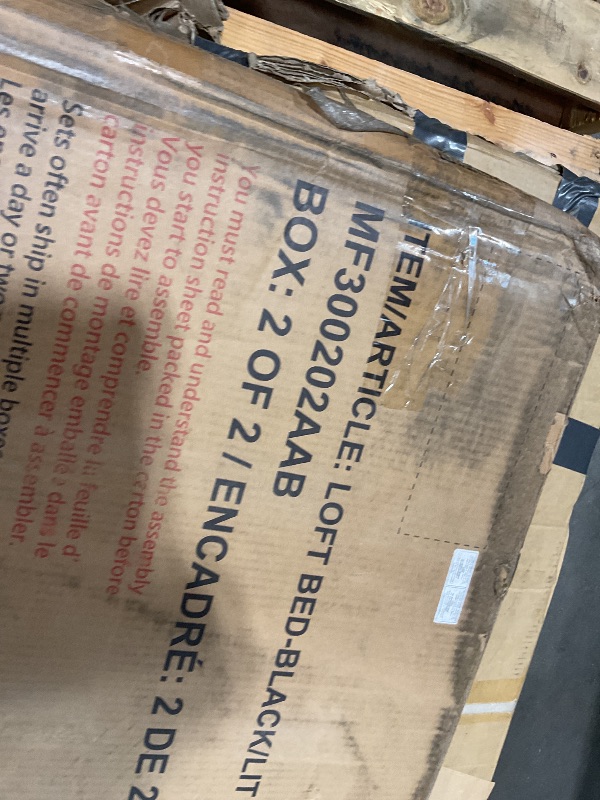 ITEM/ARTICLE: LOFT BED-BLACK/LIT
MF300202AAB
BOX: 2 OF 2 / ENCADRÉ: 2 DE 2
You must read and understand the assembly
instruction sheet packed in the carton before
you start to assemble.
Vous devez lire et comprendre la feuille d'
instructions de montage emballée dans le
carton avant de commencer à assembler.
Sets often ship in multiple boxes
arrive a day or two
Les